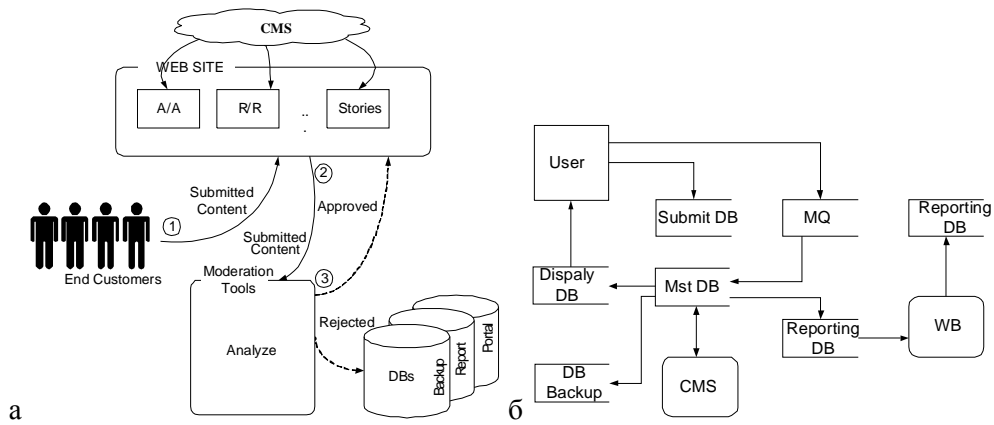 CMS
WEB SITE
A/A
R/R
..
.
Stories
1
Submitted
Content
2
Approved
Submitted
Content
End Customers
Moderation
Tools
3
Analyze
Rejected
DBs
Backup
Report
Portal
а
User
Submit DB
MQ
Reporting
DB
Dispaly
DB
Mst DB
Reporting
DB
WB
DB
Backup
CMS
б